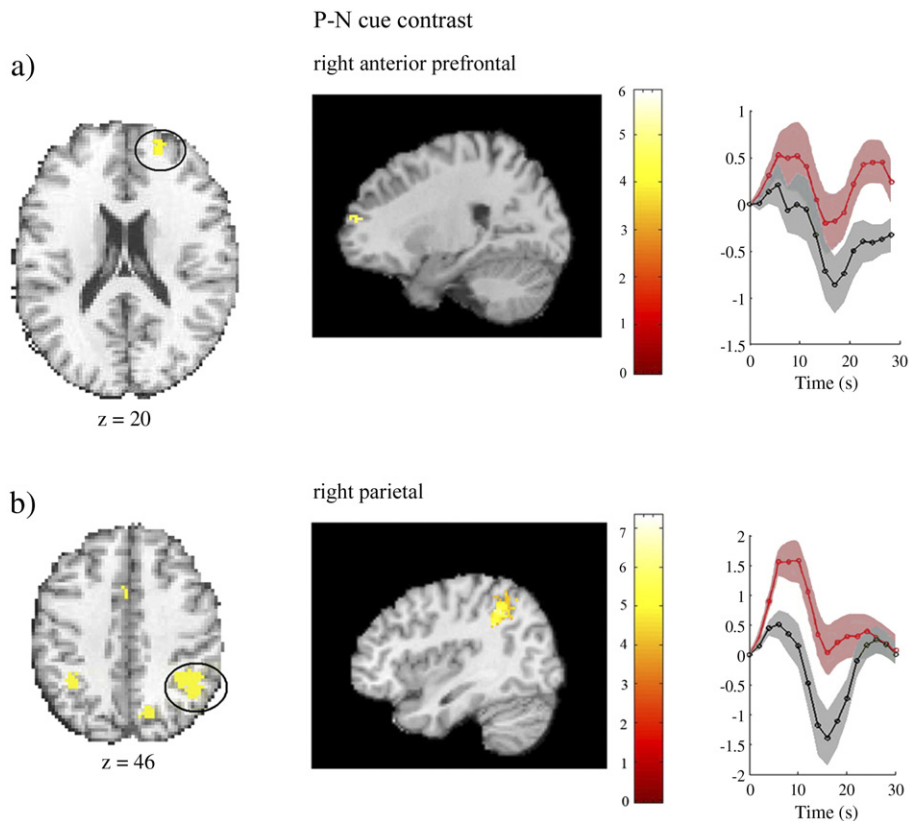 P-N cue contrast
a)
right anterior prefrontal
6
5
4
3
2
1
0
1
0.5
0
-0.5
-1
-1.5
0 10 20 30
Time (s)
z = 20
b)
right parietal
7
6
5
4
3
2
1
0
2
1.5
1
0.5
0
-0.5
-1
-1.5
-2
0 10 20 30
Time (s)
z = 46